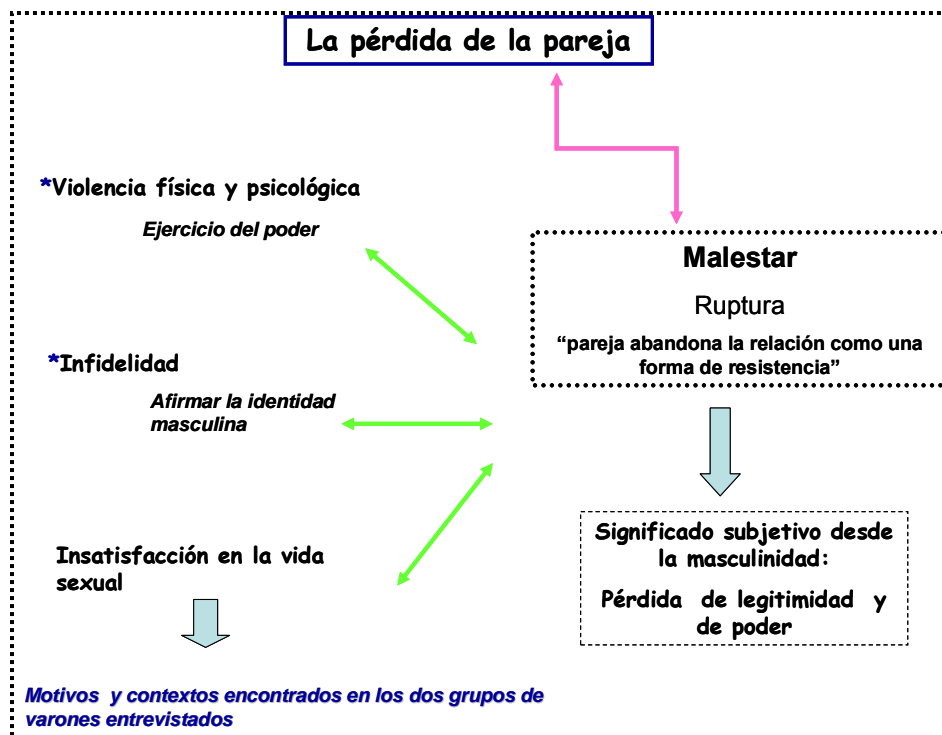 La pérdida de la pareja
*Violencia física y psicológica
Ejercicio del poder
*Infidelidad
Afirmar la identidad
masculina
Insatisfacción en la vida
sexual
Motivos y contextos encontrados en los dos grupos de
varones entrevistados
Malestar
Ruptura
“pareja abandona la relación como una
forma de resistencia”
Significado subjetivo desde
la masculinidad:
Pérdida de legitimidad y
de poder